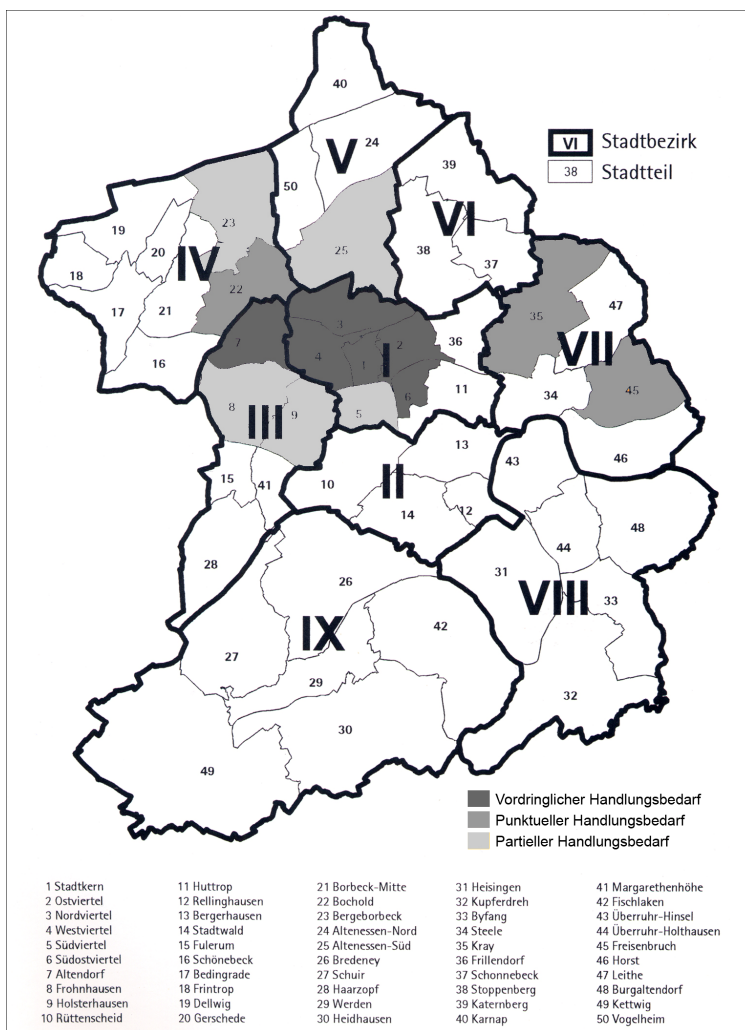 40
24
V
VI Stadtbezirk
38 Stadtteil
39
50
23
19
VI
20
25
38
IV
37
18
22
47
17
21
3
35
7
2
36
VII
16
4
1
I
6
11
34
45
8
9
5
III
13
43
46
15
41
10
II
14
12
48
44
28
31
26
VIII
33
IX
42
27
29
32
30
49
Vordringlicher Handlungsbedarf
Punktueller Handlungsbedarf
Partieller Handlungsbedarf
1 Stadtkern
2 Ostviertel
3 Nordviertel
4 Westviertel
5 Südviertel
6 Südostviertel
7 Altendorf
8 Frohnhausen
9 Holsterhausen
10 Rüttenscheid
11 Huttrop
12 Rellinghausen
13 Bergerhausen
14 Stadtwald
15 Fulerum
16 Schönebeck
17 Bedingrade
18 Frintrop
19 Dellwig
20 Gerschede
21 Borbeck-Mitte
22 Bochold
23 Bergeborbeck
24 Altenessen-Nord
25 Altenessen-Süd
26 Bredeney
27 Schuir
28 Haarzopf
29 Werden
30 Heidhausen
31 Heisingen
32 Kupferdreh
33 Byfang
34 Steele
35 Kray
36 Frillendorf
37 Schonnebeck
38 Stoppenberg
39 Katernberg
40 Karnap
41 Margarethenhöhe
42 Fischlaken
43 Überruhr-Hinsel
44 Überruhr-Holthausen
45 Freisenbruch
46 Horst
47 Leithe
48 Burgaltendorf
49 Kettwig
50 Vogelheim